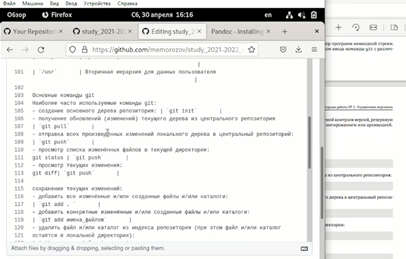 Машина Вид Ввод Устройства Справка
Обзор Firefox Сб, 30 апреля 16:16 en
Your Reposito study_2021-20 Editing study_2 Pandoc - Installing
https://github.com/memorozov/study_2021-2022_
101 | `/usr` | Вторичная иерархия для данных пользователя
|
102
103 Основные команды git
104 Наиболее часто используемые команды git:
105 - создание основного дерева репозитория: | `git init` |
106 - получение обновлений (изменений) текущего дерева из центрального репозитория
107 | `git pull` |
108 - отправка всех произведённых изменений локального дерева в центральный репозиторий:
109 | `git push` |
110 - просмотр списка изменённых файлов в текущей директории:
111 git status | `git push` |
112 - просмотр текущих изменений:
113 git diff| `git push` |
114
115 сохранение текущих изменений:
116 - добавить все изменённые и/или созданные файлы и/или каталоги:
117 | `git add . |
118 - добавить конкретные изменённые и/или созданные файлы и/или каталоги:
119 | `git add имена_файлов` |
120 - удалить файл и/или каталог из индекса репозитория (при этом файл и/или каталог
остаётся в локальной директории):
Attach files by dragging & dropping, selecting or pasting them.